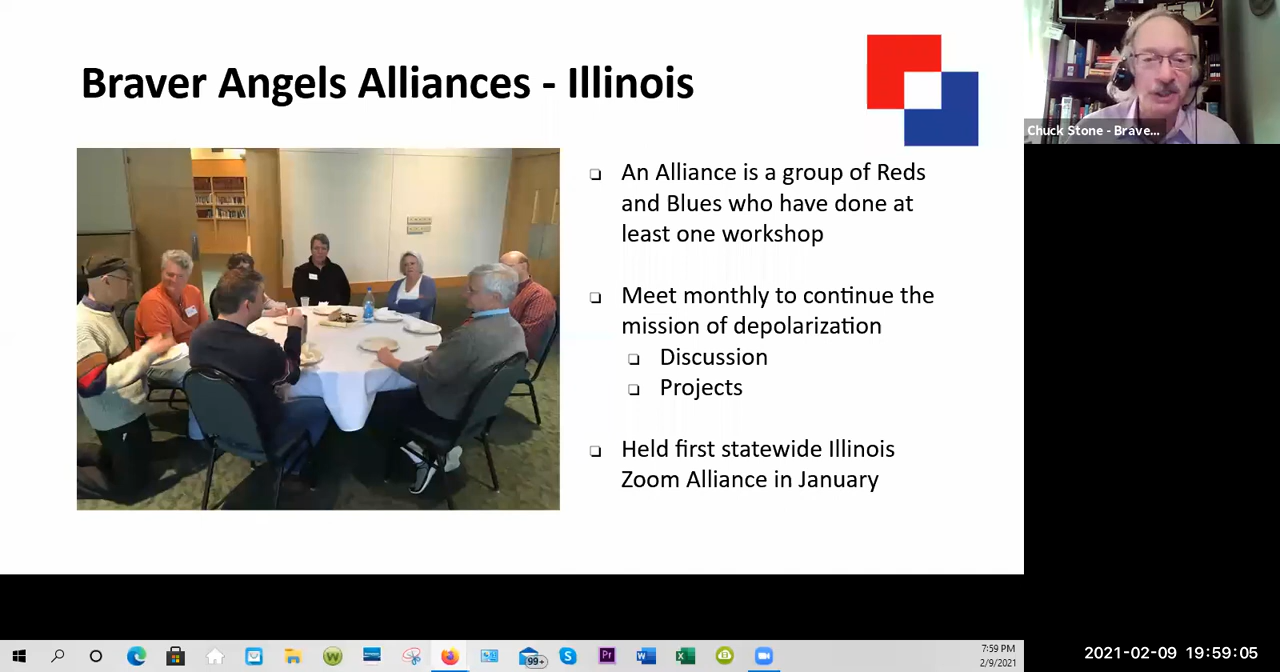 Braver Angels Alliances - Illinois
An Alliance is a group of Reds
and Blues who have done at
least one workshop
Meet monthly to continue the
mission of depolarization
Discussion
Projects
Held first statewide Illinois
Zoom Alliance in January
Chuck Stone - Brave...
99+
7:59 PM
2/9/2021
2021-02-09 19:59:05